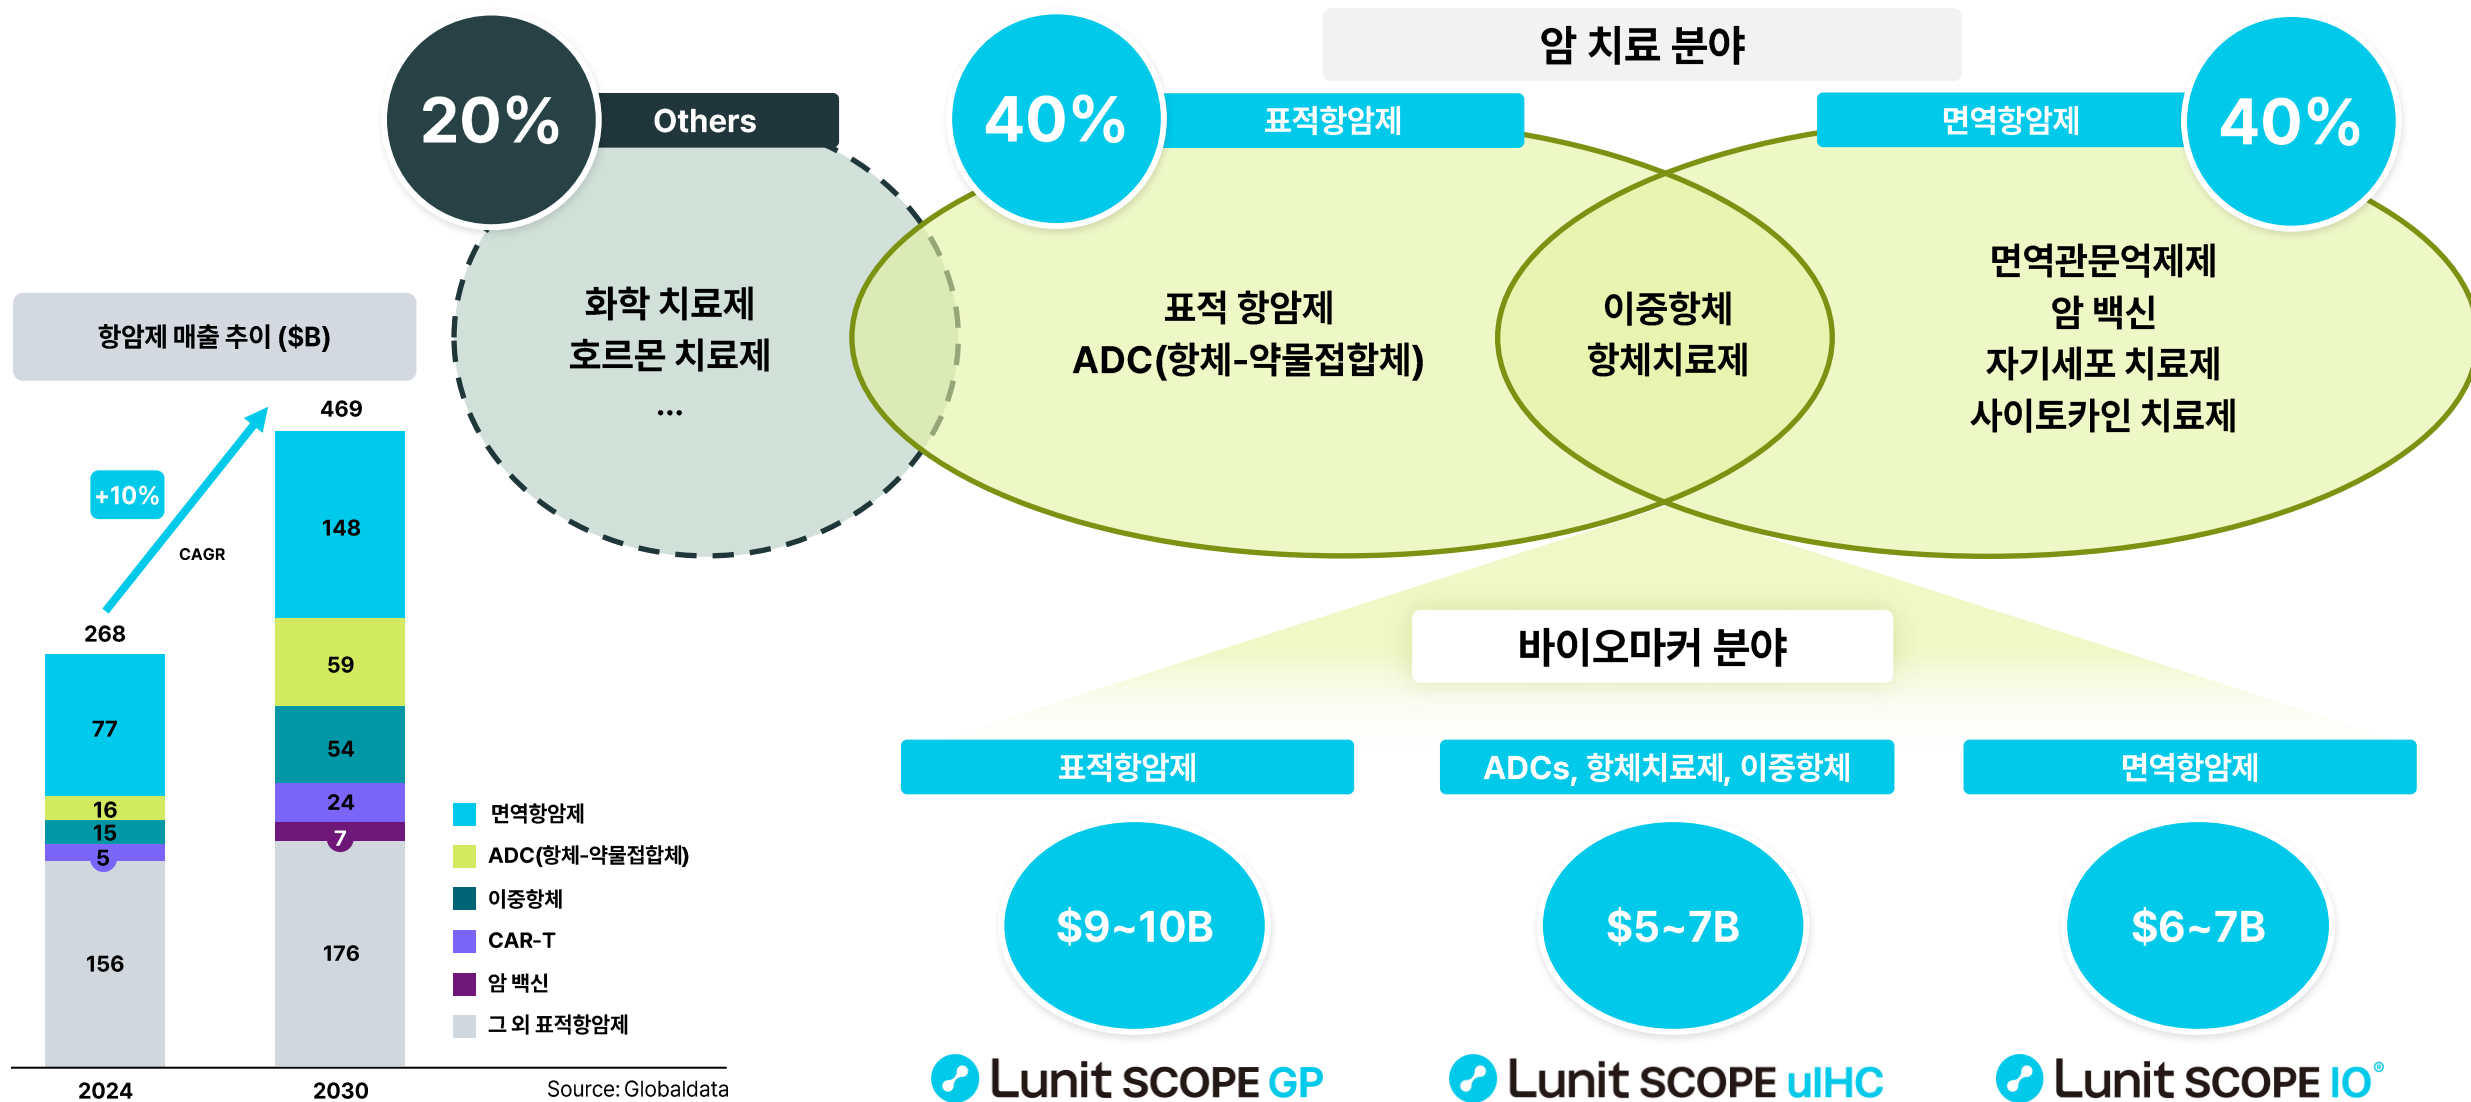 암 치료 분야
20%
Others
40%
표적항암제
면역항암제
40%
화학 치료제
호르몬 치료제
...
표적 항암제
ADC(항체-약물접합체)
이중항체
항체치료제
면역관문억제제
암 백신
자기세포 치료제
사이토카인 치료제
항암제 매출 추이 ($B)
469
+10%
CAGR
268
148
59
54
24
7
176
77
16
15
5
156
2024
2030
면역항암제
ADC(항체-약물접합체)
이중항체
CAR-T
암 백신
그 외 표적항암제
Source: Globaldata
바이오마커 분야
표적항암제
ADCs, 항체치료제, 이중항체
면역항암제
$9~10B
$5~7B
$6~7B
Lunit SCOPE GP
Lunit SCOPE uIHC
Lunit SCOPE IO®